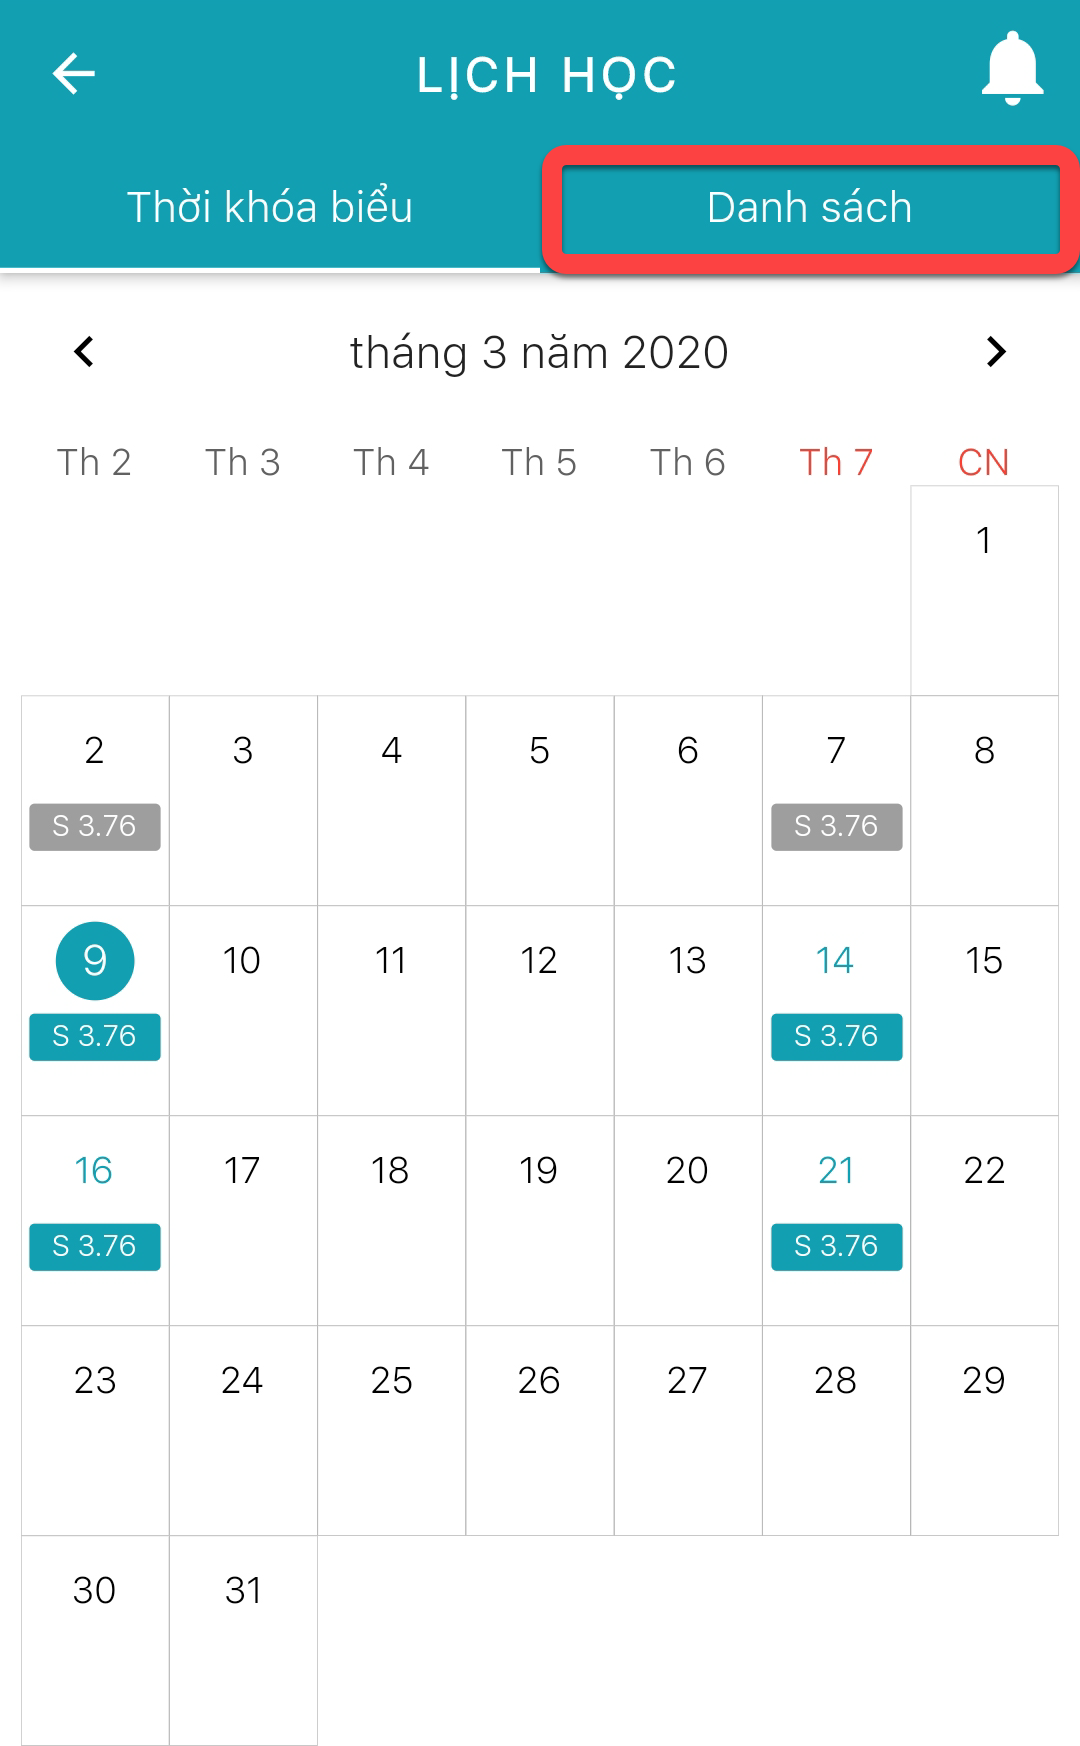 LỊCH HỌC
Thời khóa biểu Danh sách
tháng 3 năm 2020
Th 2 Th 3 Th 4 Th 5 Th 6 Th 7 CN
1
2 3 4 5 6 7 8
S 3.76 S 3.76
9 10 11 12 13 14 15
S 3.76 S 3.76
16 17 18 19 20 21 22
S 3.76 S 3.76
23 24 25 26 27 28 29
30 31